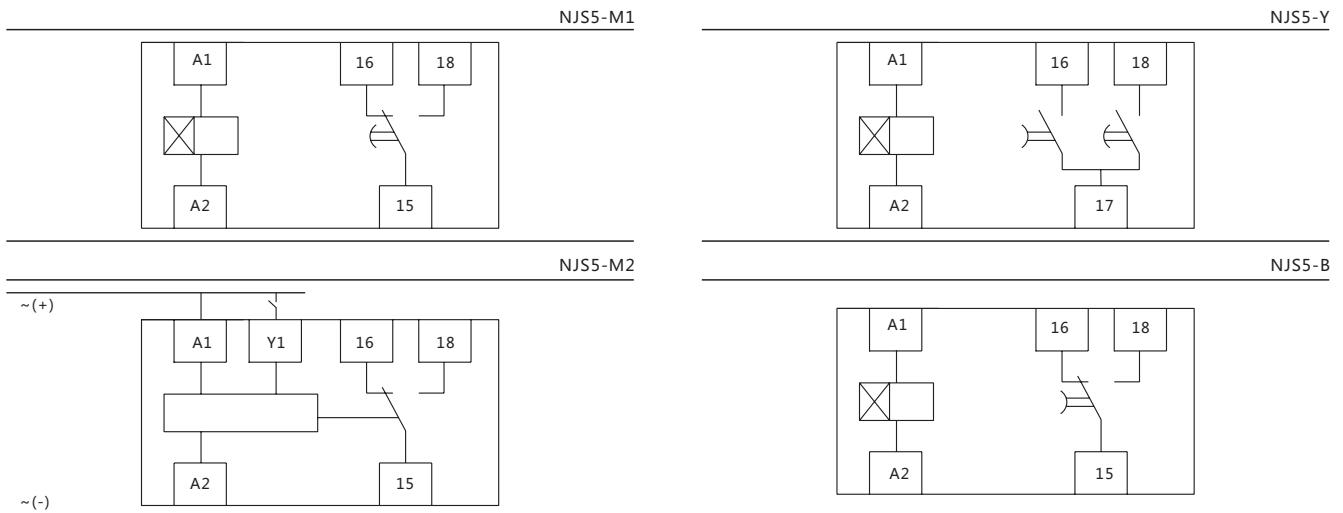 NJS5-M1
A1
16
18
A2
15
NJS5-Y
A1
16
18
A2
17
NJS5-M2
~(+)
A1
Y1
16
18
A2
15
~(-)
NJS5-B
A1
16
18
A2
15